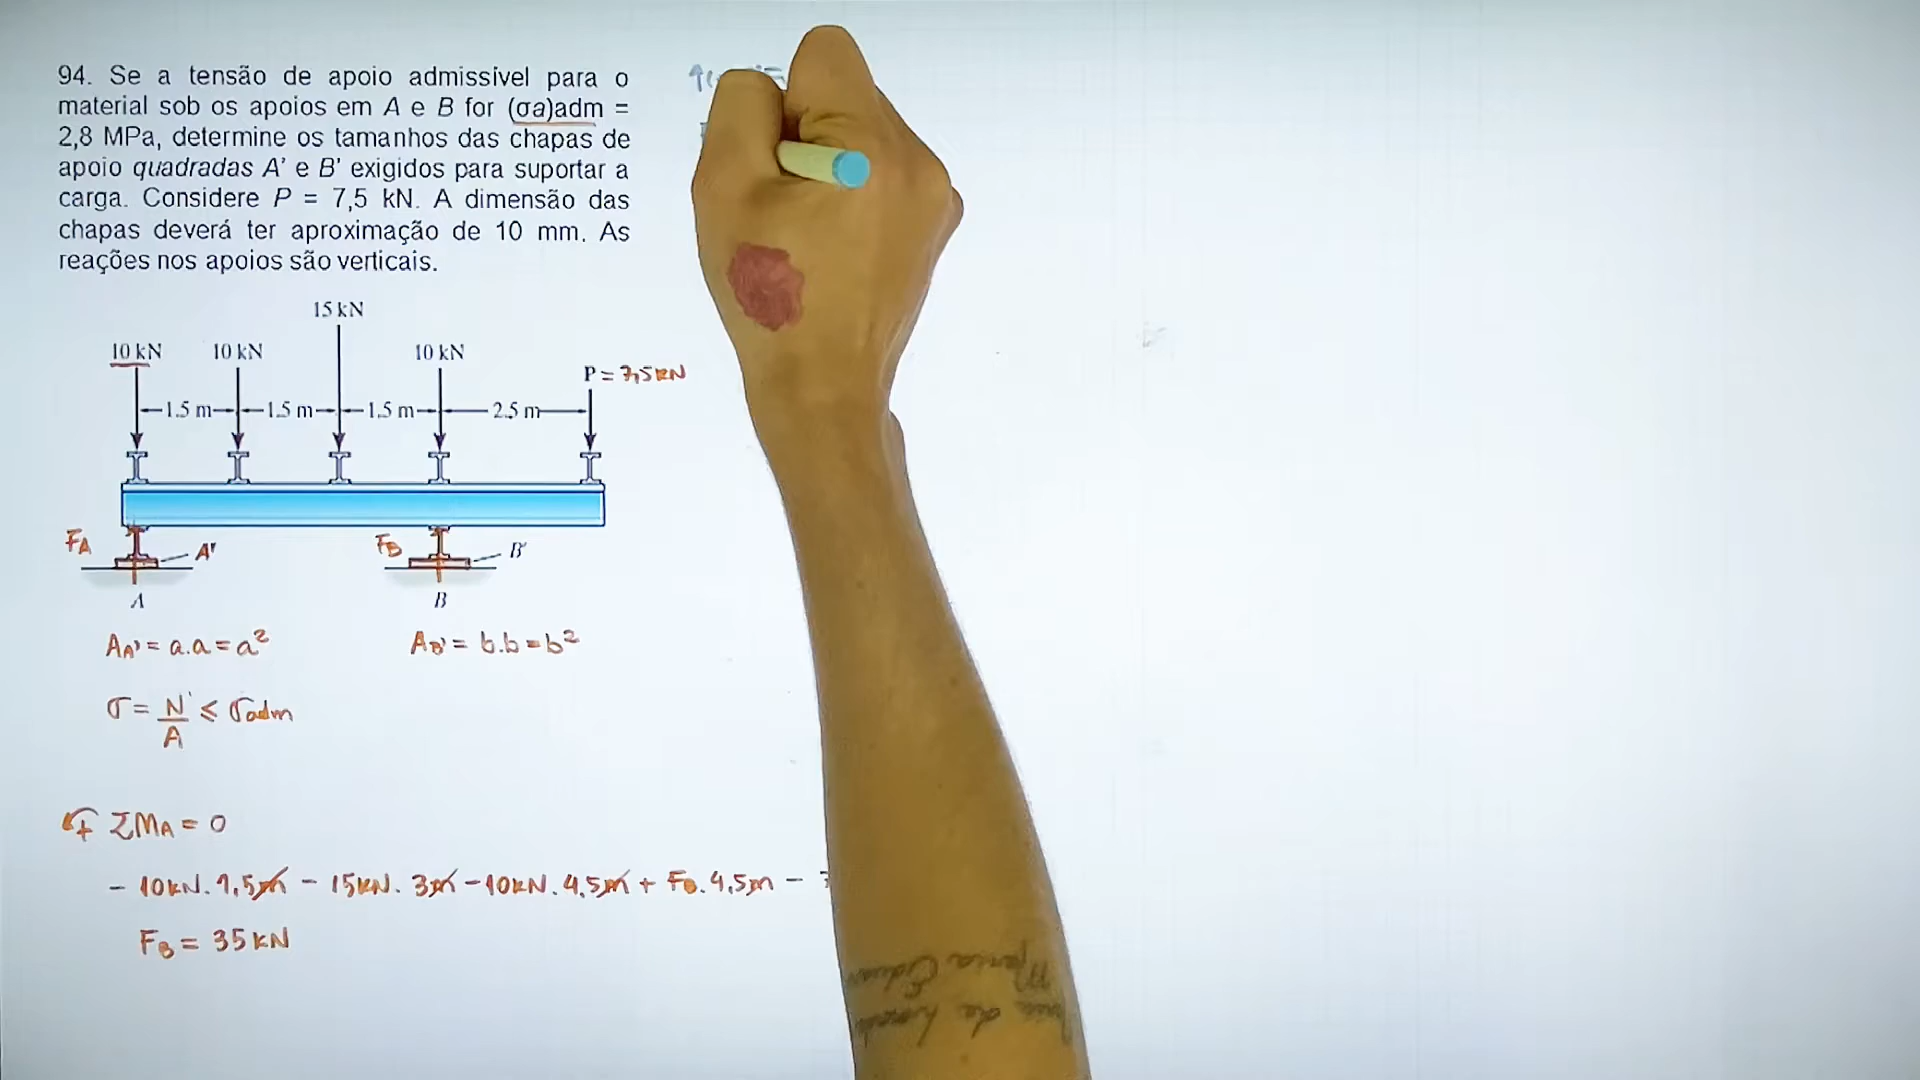 94. Se a tensão de apoio admissível para o
material sob os apoios em A e B for (σa)adm =
2,8 MPa, determine os tamanhos das chapas de
apoio quadradas A' e B' exigidos para suportar a
carga. Considere P = 7,5 kN. A dimensão das
chapas deverá ter aproximação de 10 mm. As
reações nos apoios são verticais.
15 kN
10 kN 10 kN 10 kN
P = 7,5kN
1.5 m 1.5 m 1.5 m 2.5 m
FA A' FB B'
A B
AA' = a.a = a² AB' = b.b = b²
σ = N/A ≤ σadm
+ ΣMA = 0
- 10kN.1,5m - 15kN.3m - 10kN.4,5m + FB.4,5m -
FB = 35kN